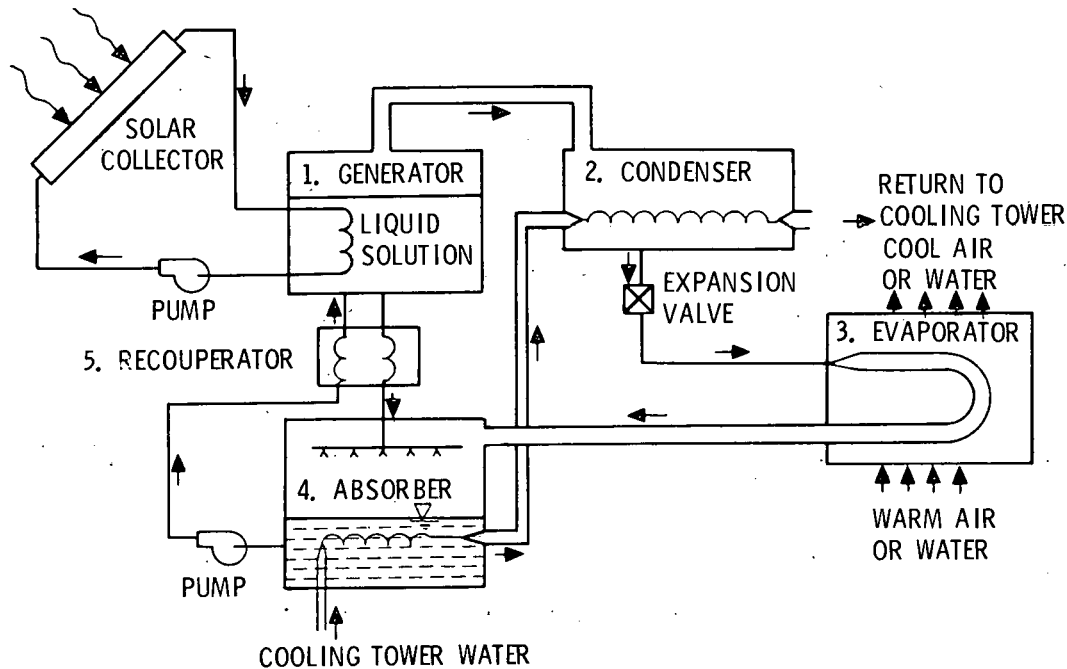 SOLAR
COLLECTOR
1. GENERATOR
LIQUID
SOLUTION
PUMP
2. CONDENSER
RETURN TO
COOLING TOWER
COOL AIR
OR WATER
EXPANSION
VALVE
3. EVAPORATOR
5. RECOUPERATOR
4. ABSORBER
PUMP
WARM AIR
OR WATER
COOLING TOWER WATER